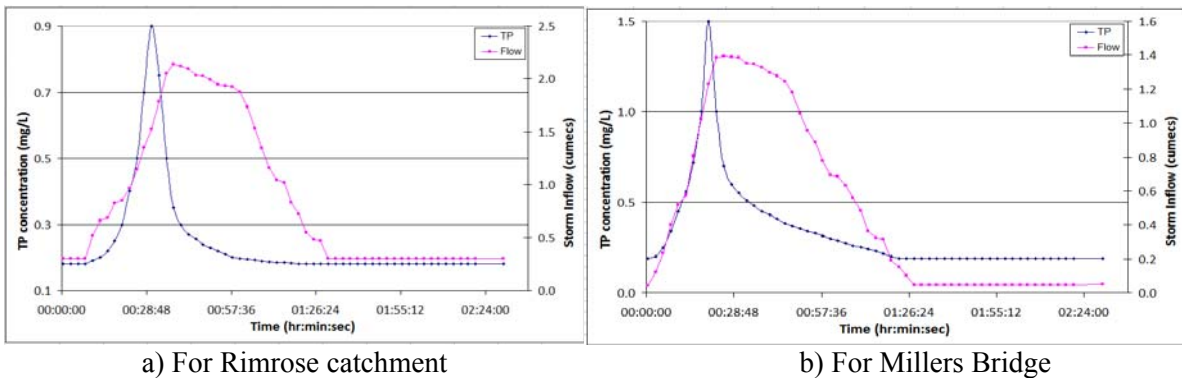 0.9
0.7
0.5
0.3
0.1
TP concentration (mg/L)
2.5
2.0
1.5
1.0
0.5
0.0
Storm Inflow (cumecs)
TP
Flow
00:00:00 00:28:48 00:57:36 01:26:24 01:55:12 02:24:00
Time (hr:min:sec)
a) For Rimrose catchment
1.5
1.0
0.5
0.0
TP concentration (mg/L)
1.6
1.4
1.2
1.0
0.8
0.6
0.4
0.2
0.0
Storm Inflow (cumecs)
TP
Flow
00:00:00 00:28:48 00:57:36 01:26:24 01:55:12 02:24:00
Time (hr:min:sec)
b) For Millers Bridge